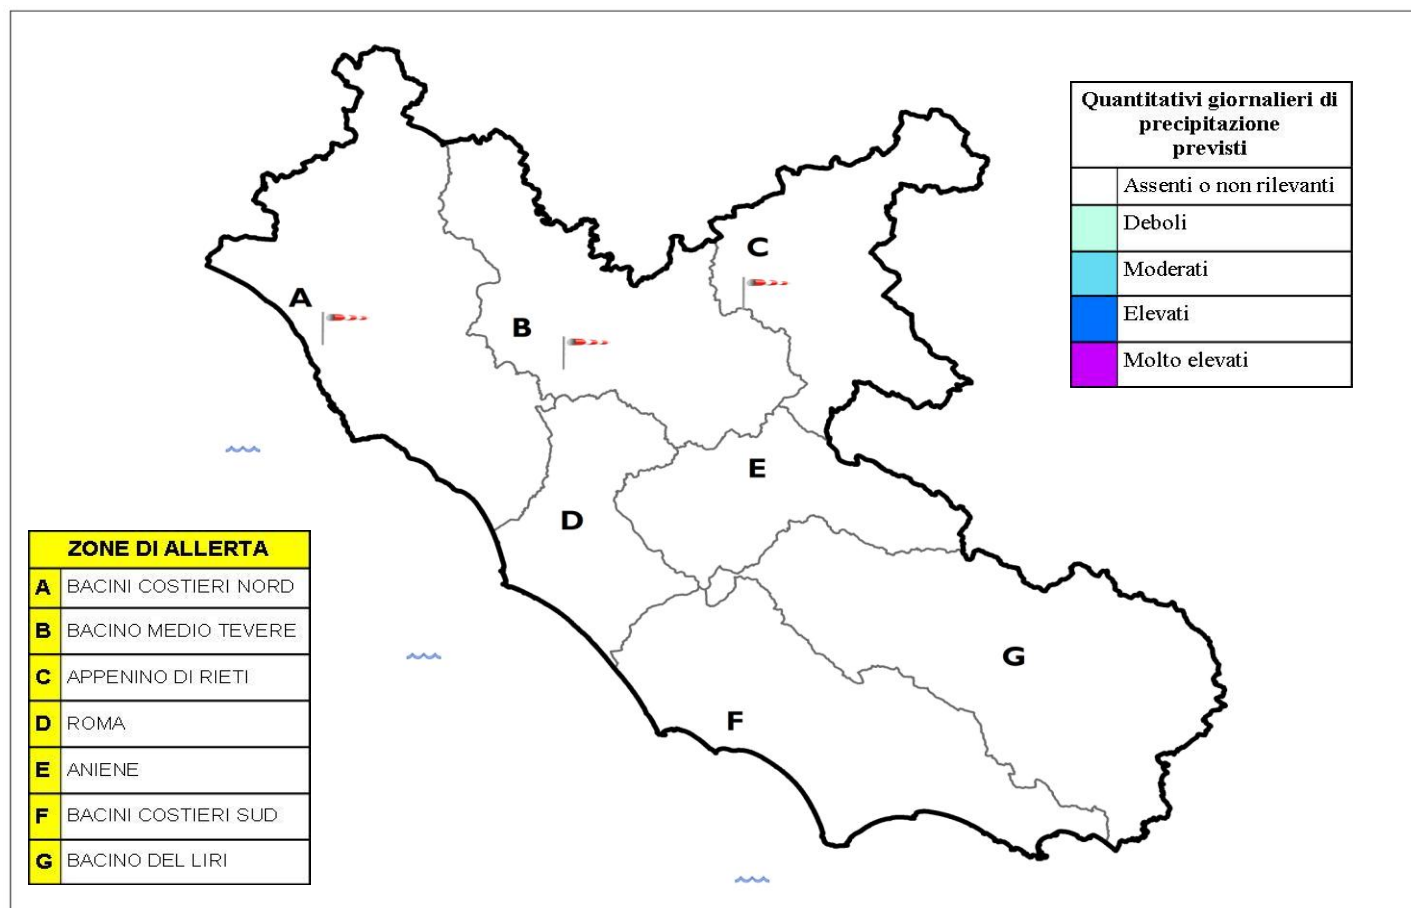 Quantitativi giornalieri di
precipitazione
previsti
Assenti o non rilevanti
Deboli
Moderati
Elevati
Molto elevati
C
A
B
E
D
G
F
ZONE DI ALLERTA
A BACINI COSTIERI NORD
B BACINO MEDIO TEVERE
C APPENINO DI RIETI
D ROMA
E ANIENE
F BACINI COSTIERI SUD
G BACINO DEL LIRI